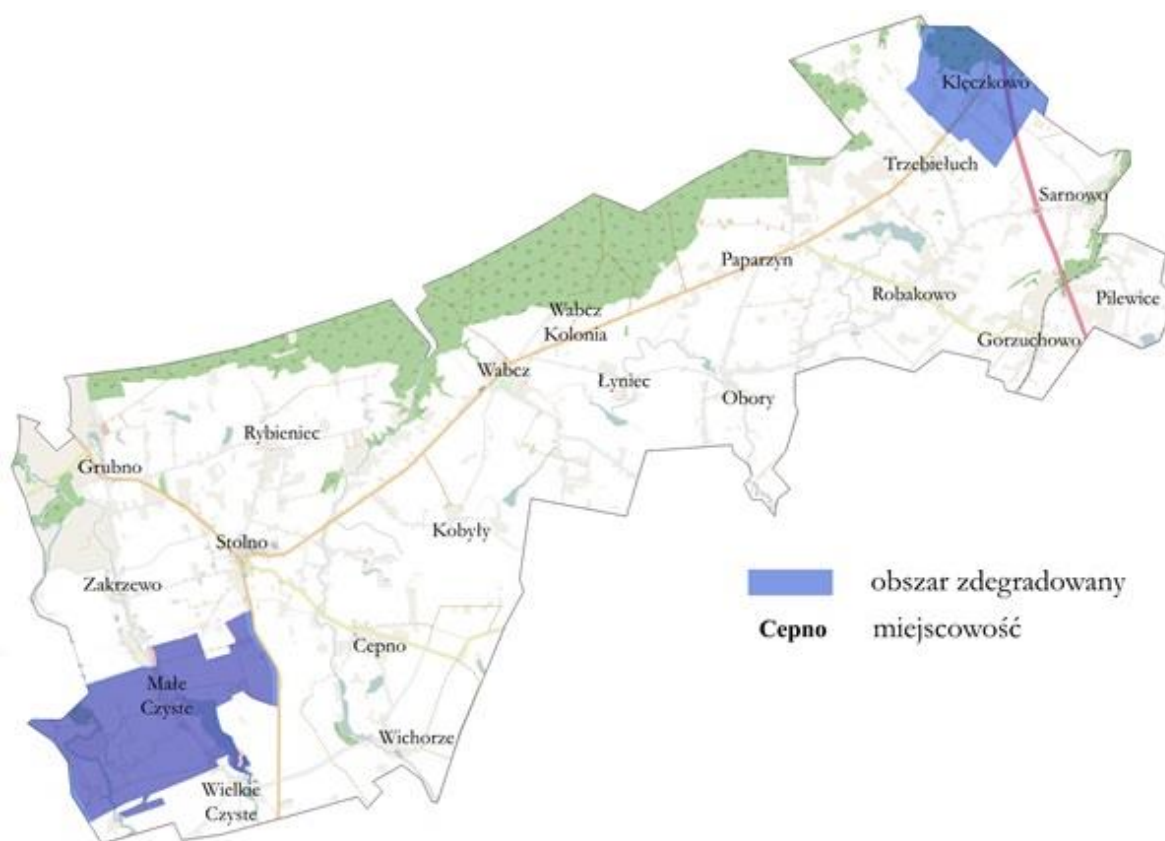 Klęczkowo
Trzebiełuch
Sarnowo
Paparzyn
Robakowo
Pilewice
Wabcz
Kolonia
Gorzuchowo
Wabcz
Łyniec
Obory
Rybieniec
Grubno
Kobyły
Stolno
Zakrzewo
obszar zdegradowany
Cepno
miejscowość
Cepno
Małe
Czyste
Wichorze
Wielkie
Czyste